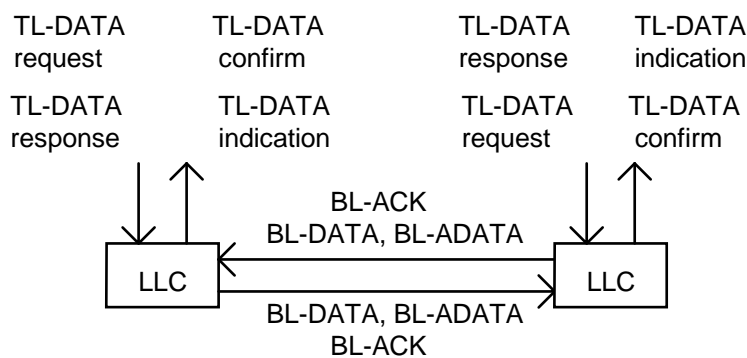 TL-DATA request TL-DATA confirm TL-DATA response TL-DATA indication
TL-DATA response TL-DATA indication TL-DATA request TL-DATA confirm
BL-ACK
BL-DATA, BL-ADATA
LLC LLC
BL-DATA, BL-ADATA
BL-ACK